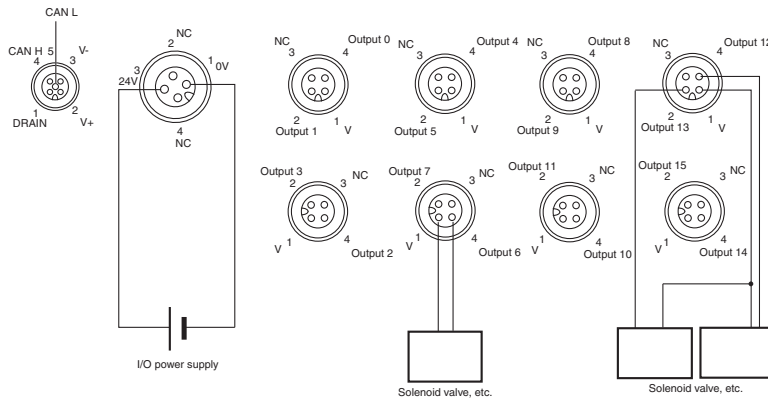 CAN L
CAN H 5 V-
4 3
1 2
DRAIN V+
NC
2
3 1 0V
24V
4
NC
I/O power supply
NC Output 0
3 4
2 1 V
Output 1
NC Output 4
3 4
2 1 V
Output 5
NC Output 8
3 4
2 1 V
Output 9
NC Output 12
3 4
2 1 V
Output 13
Output 3
2 3 NC
1 4
V Output 2
Output 7
2 3 NC
1 4
V Output 6
Output 11
2 3 NC
1 4
V Output 10
Output 15
2 3 NC
1 4
V Output 14
Solenoid valve, etc.
Solenoid valve, etc.